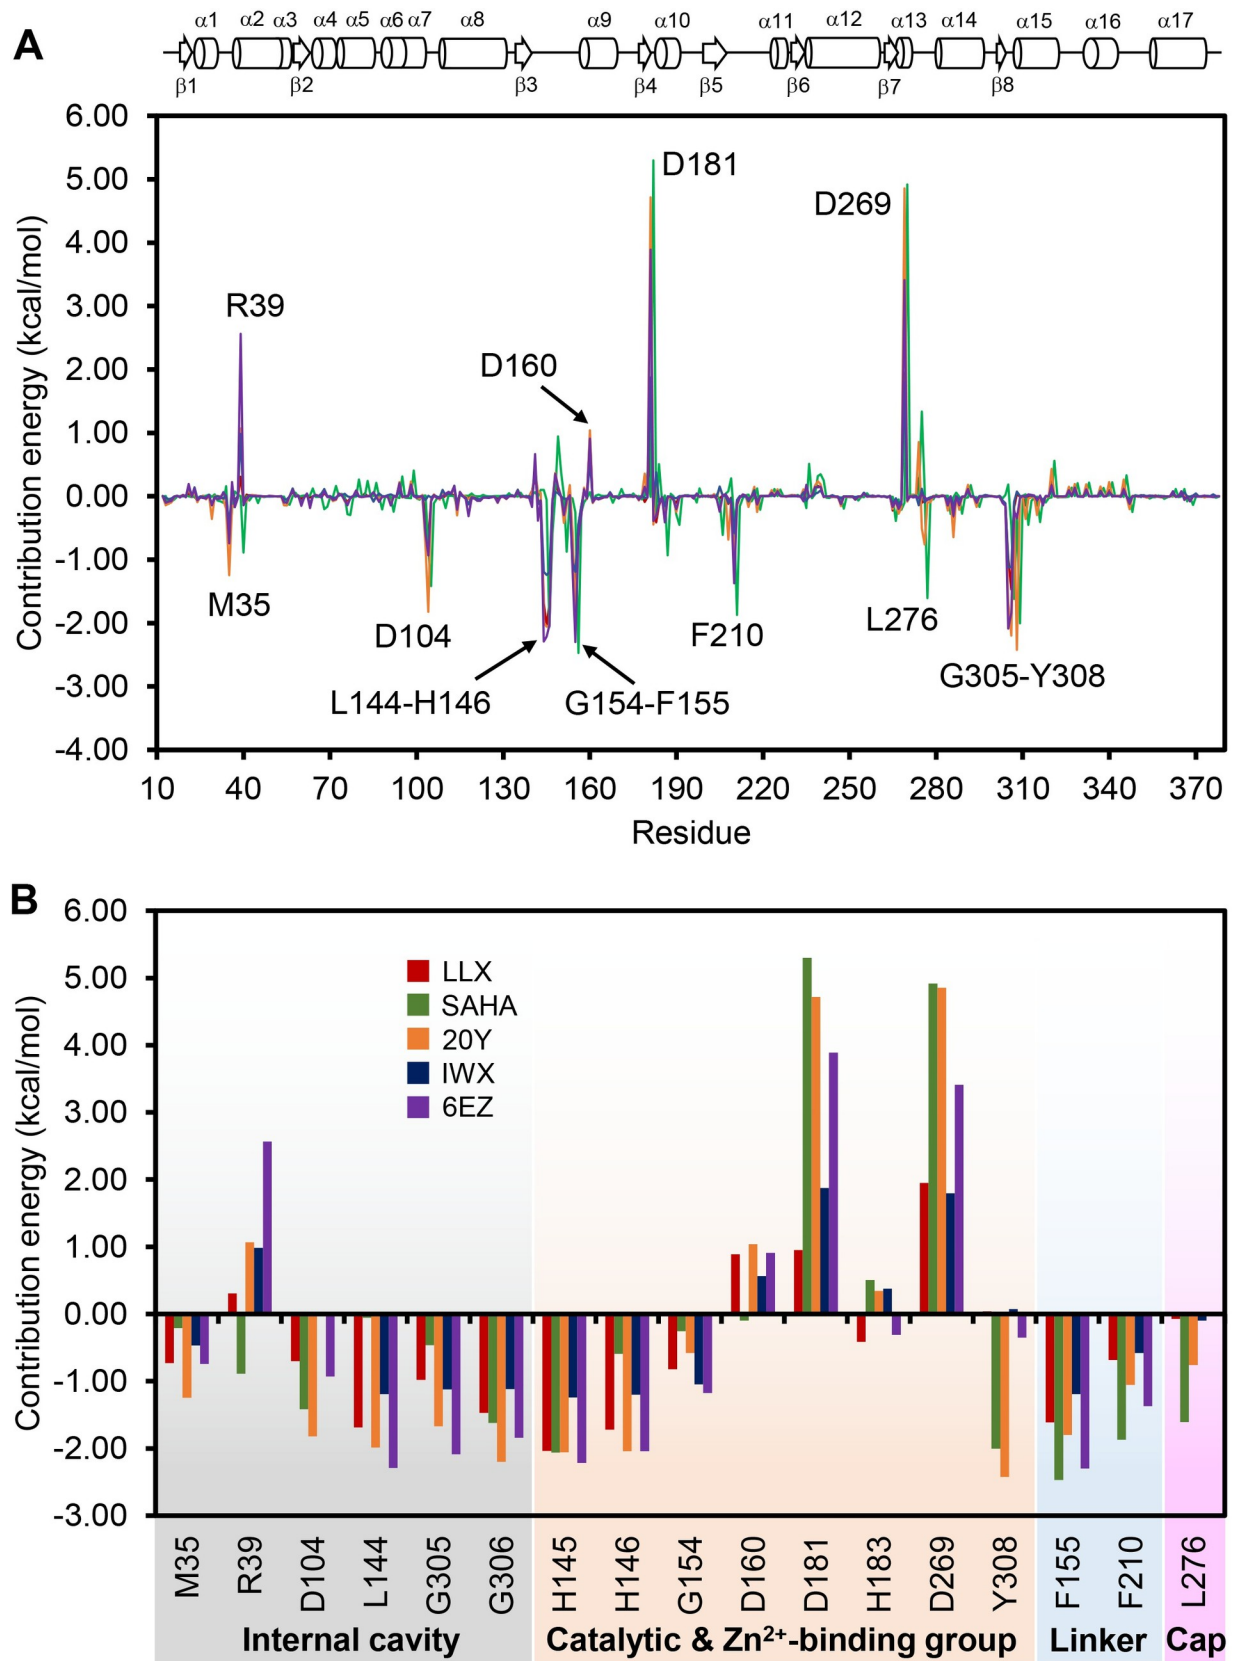 A
α1 α2 α3 α4 α5 α6 α7 α8 α9 α10 α11 α12 α13 α14 α15 α16 α17
β1 β2 β3 β4 β5 β6 β7 β8
Contribution energy (kcal/mol)
6.00
5.00
4.00
3.00
2.00
1.00
0.00
-1.00
-2.00
-3.00
-4.00
D181
D269
R39
D160
M35
D104
F210
L276
G305-Y308
L144-H146
G154-F155
10 40 70 100 130 160 190 220 250 280 310 340 370
Residue
B
Contribution energy (kcal/mol)
6.00
5.00
4.00
3.00
2.00
1.00
0.00
-1.00
-2.00
-3.00
LLX
SAHA
20Y
IWX
6EZ
M35
R39
D104
L144
G305
G306
H145
H146
G154
D160
D181
H183
D269
Y308
F155
F210
L276
Internal cavity
Catalytic & Zn²⁺-binding group
Linker
Cap